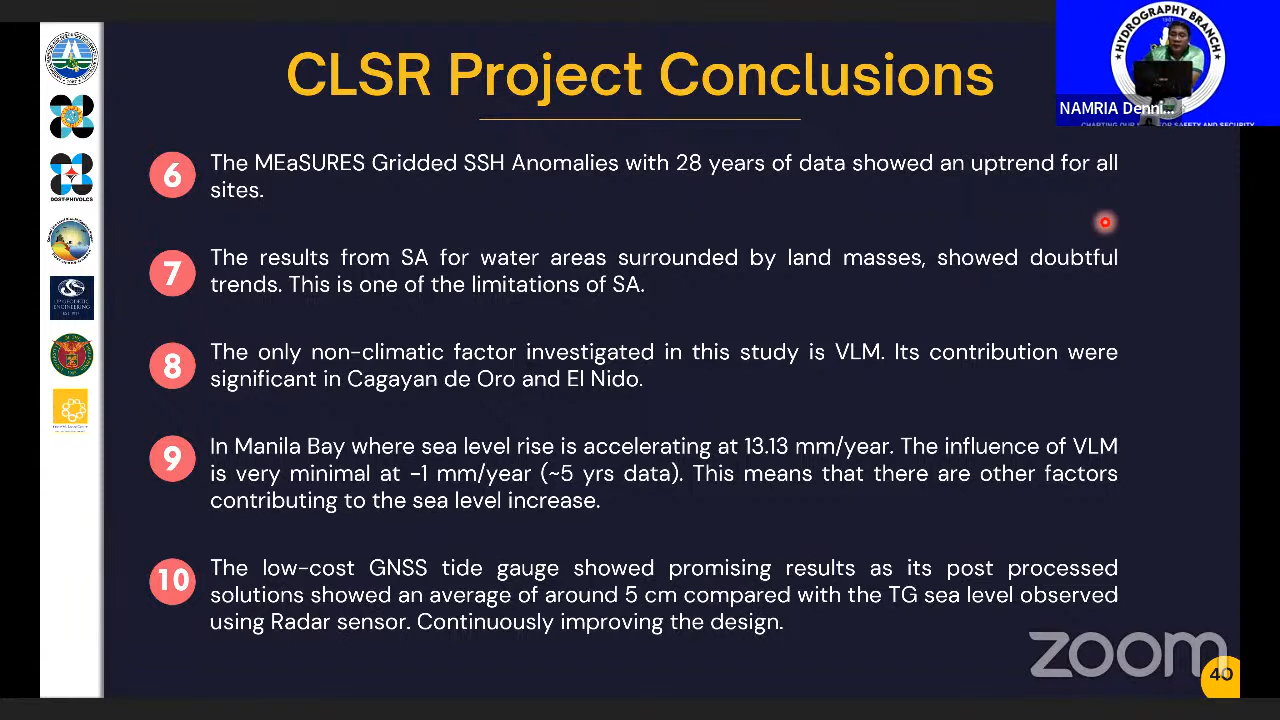 CLSR Project Conclusions
HYDROGRAPHY BRANCH
NAMRIA Denni...
6
The MEaSURES Gridded SSH Anomalies with 28 years of data showed an uptrend for all
sites.
7
The results from SA for water areas surrounded by land masses, showed doubtful
trends. This is one of the limitations of SA.
8
The only non-climatic factor investigated in this study is VLM. Its contribution were
significant in Cagayan de Oro and El Nido.
9
In Manila Bay where sea level rise is accelerating at 13.13 mm/year. The influence of VLM
is very minimal at -1 mm/year (~5 yrs data). This means that there are other factors
contributing to the sea level increase.
10
The low-cost GNSS tide gauge showed promising results as its post processed
solutions showed an average of around 5 cm compared with the TG sea level observed
using Radar sensor. Continuously improving the design.
DOST-PHIVOLCS
UP GEODETIC
ENGINEERING
zoom
40